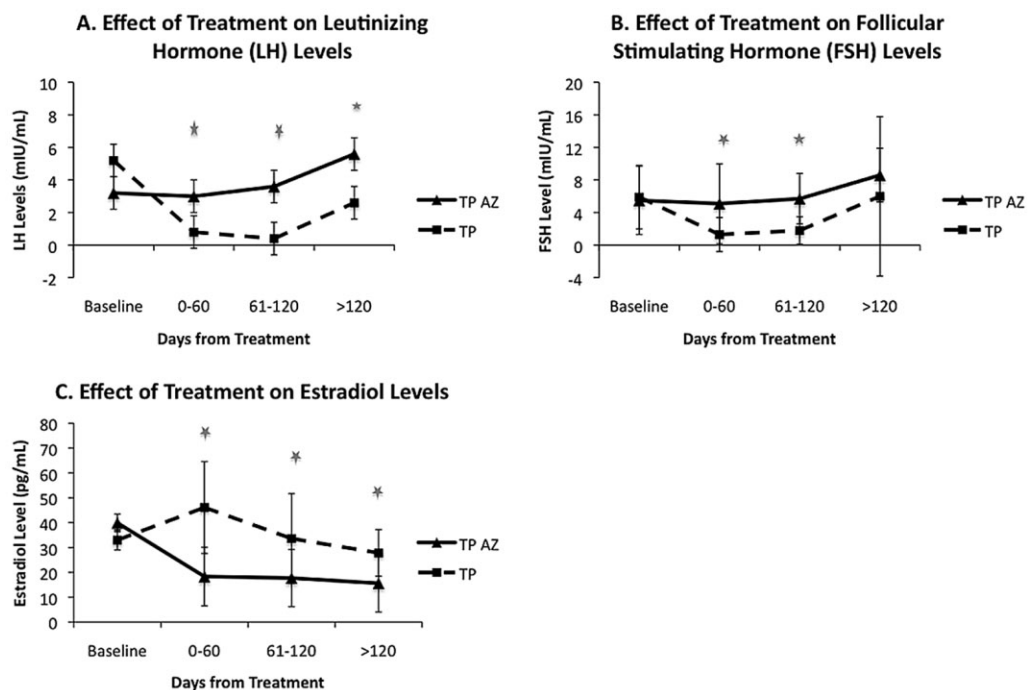 A. Effect of Treatment on Leutinizing
Hormone (LH) Levels
LH Levels (mIU/mL)
10
8
6
4
2
0
-2
Baseline 0-60 61-120 >120
Days from Treatment
TP AZ
TP
B. Effect of Treatment on Follicular
Stimulating Hormone (FSH) Levels
FSH Level (mIU/mL)
20
16
12
8
4
0
-4
Baseline 0-60 61-120 >120
Days from Treatment
TP AZ
TP
C. Effect of Treatment on Estradiol Levels
Estradiol Level (pg/mL)
80
70
60
50
40
30
20
10
0
Baseline 0-60 61-120 >120
Days from Treatment
TP AZ
TP